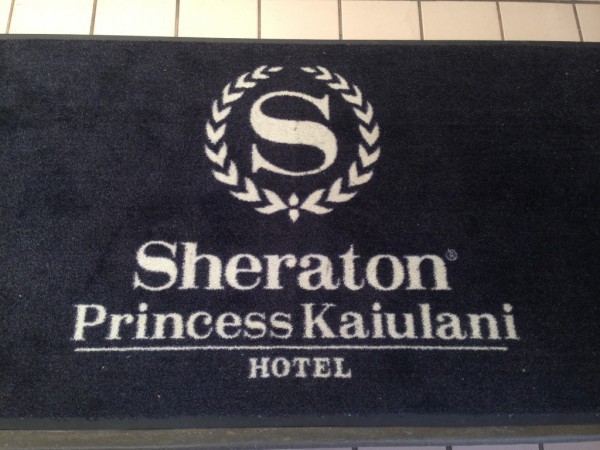 S
Sheraton®
Princess Kaiulani
HOTEL